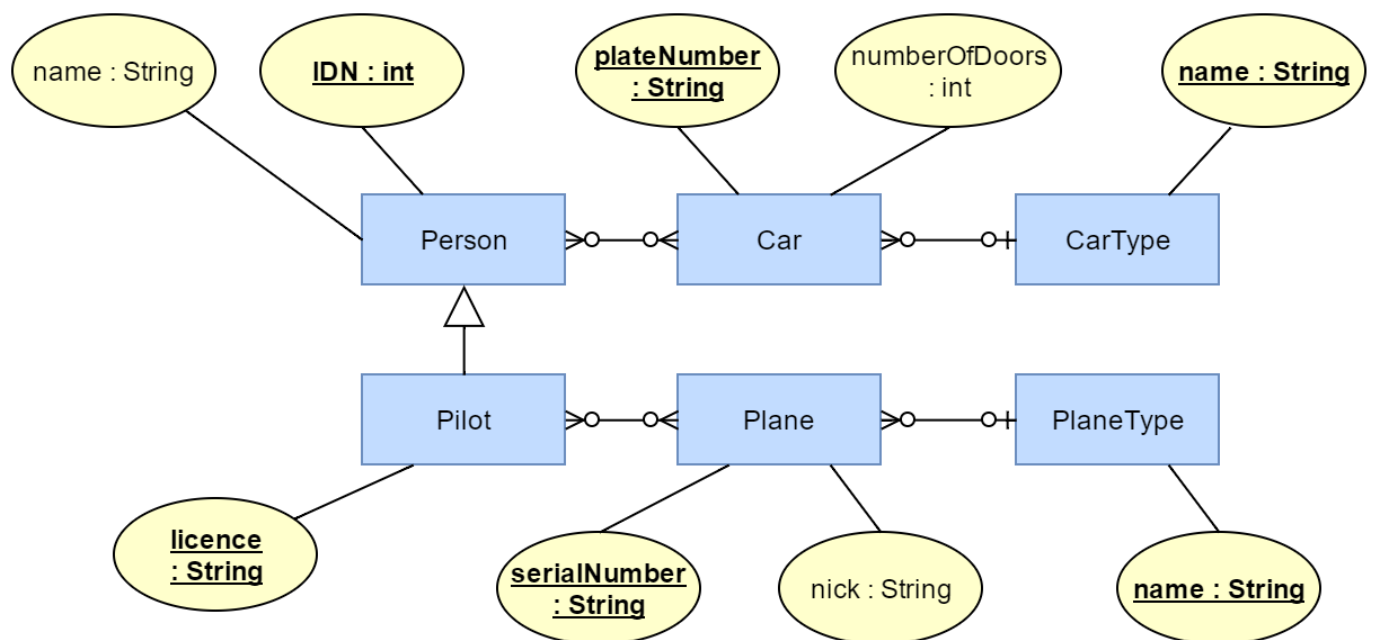 name : String
IDN : int
plateNumber
: String
numberOfDoors
: int
name : String
Person
Car
CarType
Pilot
Plane
PlaneType
licence
: String
serialNumber
: String
nick : String
name : String